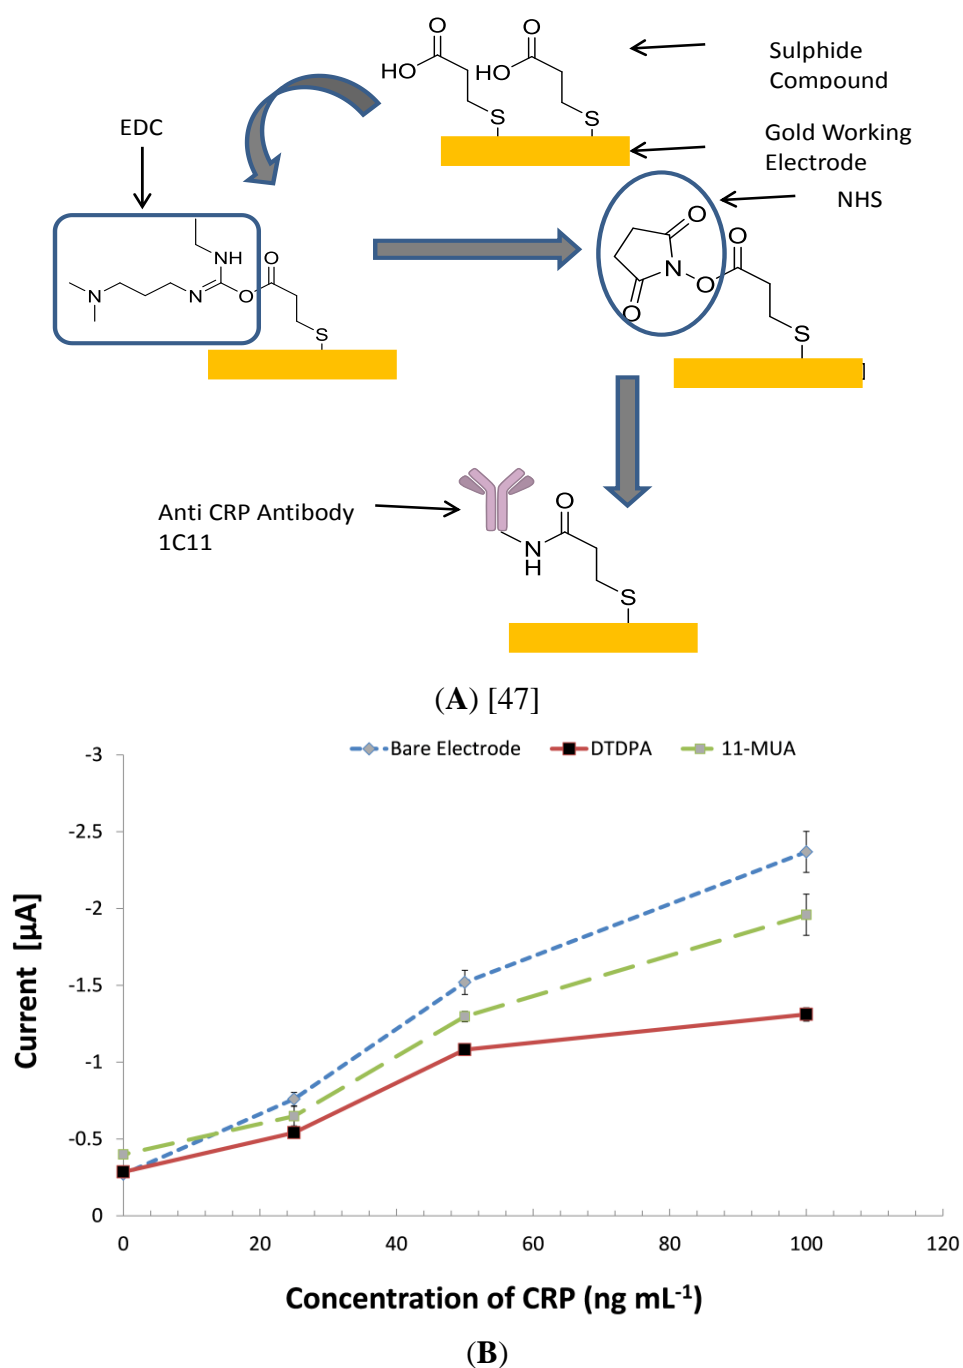 O
O
HO
HO
S
S
Sulphide
Compound
Gold Working
Electrode
NHS
EDC
NH
O
N
N
O
S
O
N
O
O
O
S
Anti CRP Antibody
1C11
O
N
H
S
(A) [47]
Bare Electrode DTDPA 11-MUA
-3
-2.5
-2
-1.5
-1
-0.5
0
Current [µA]
0 20 40 60 80 100 120
Concentration of CRP (ng mL-1)
(B)